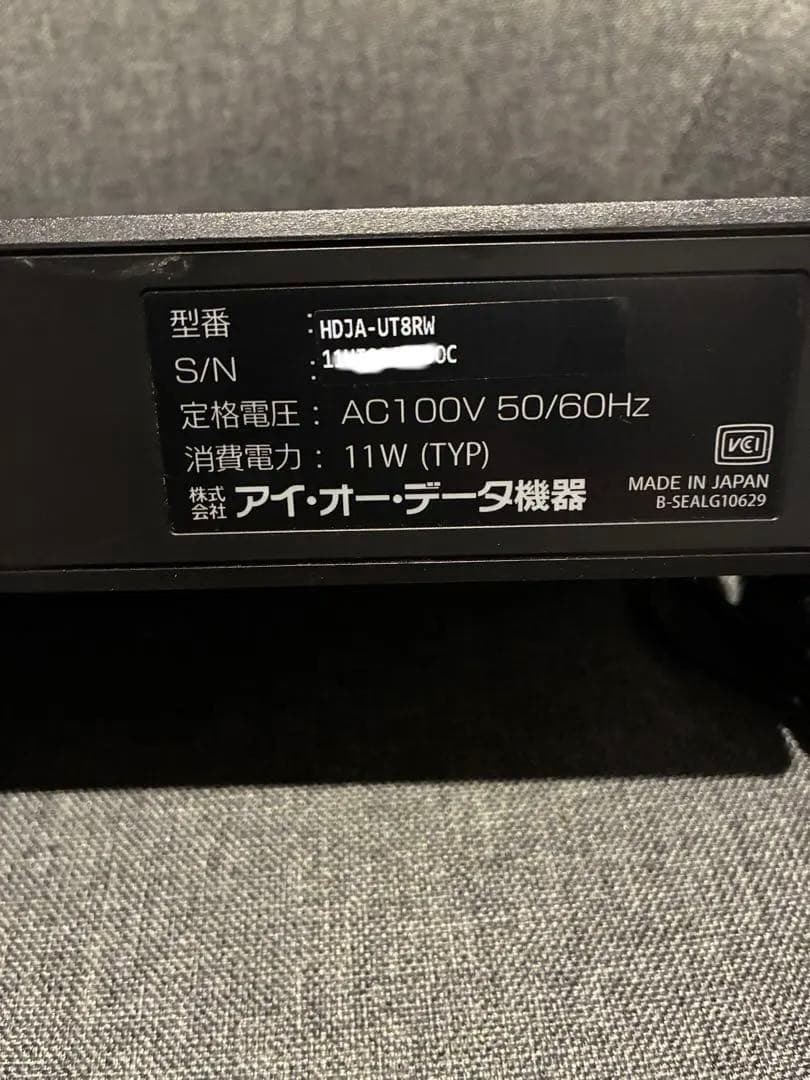 型番 : HDJA-UT8RW
S/N :
定格電圧 : AC100V 50/60Hz
消費電力 : 11W (TYP)
株式会社 アイ・オー・データ機器
VCCI
MADE IN JAPAN
B-SEALG10629